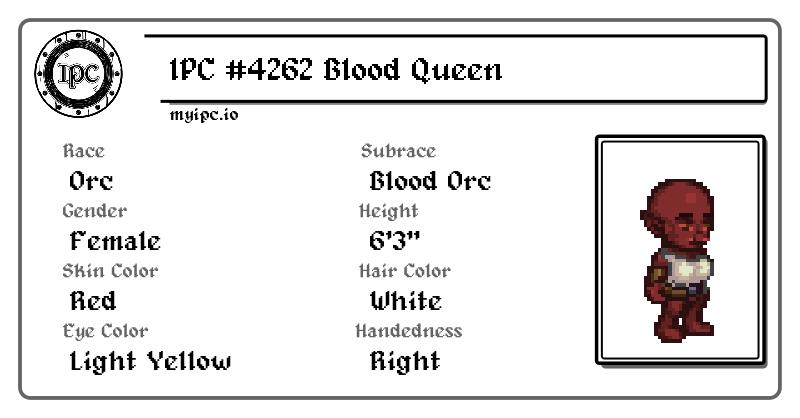 IPC
IPC #4262 Blood Queen
myipc.io
Race
Orc
Subrace
Blood Orc
Gender
Female
Height
6'3"
Skin Color
Red
Hair Color
White
Eye Color
Light Yellow
Handedness
Right